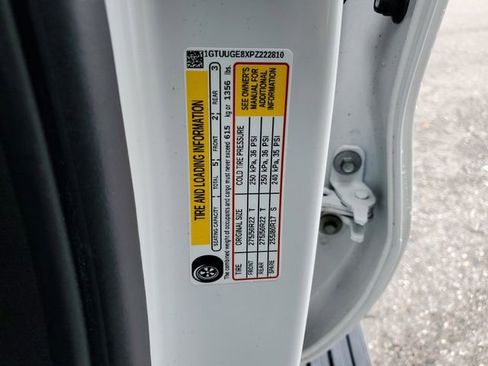 1GTUUGE8XPZ222810
TIRE AND LOADING INFORMATION
SEATING CAPACITY TOTAL 5 FRONT 2 REAR 3
The combined weight of occupants and cargo must never exceed 615 kg or 1356 lbs.
TIRE ORIGINAL SIZE COLD TIRE PRESSURE
FRONT 275/50R22 T 250 kPa, 36 PSI
REAR 275/50R22 T 250 kPa, 36 PSI
SPARE 255/80R17 S 240 kPa, 35 PSI
SEE OWNER'S
MANUAL FOR
ADDITIONAL
INFORMATION